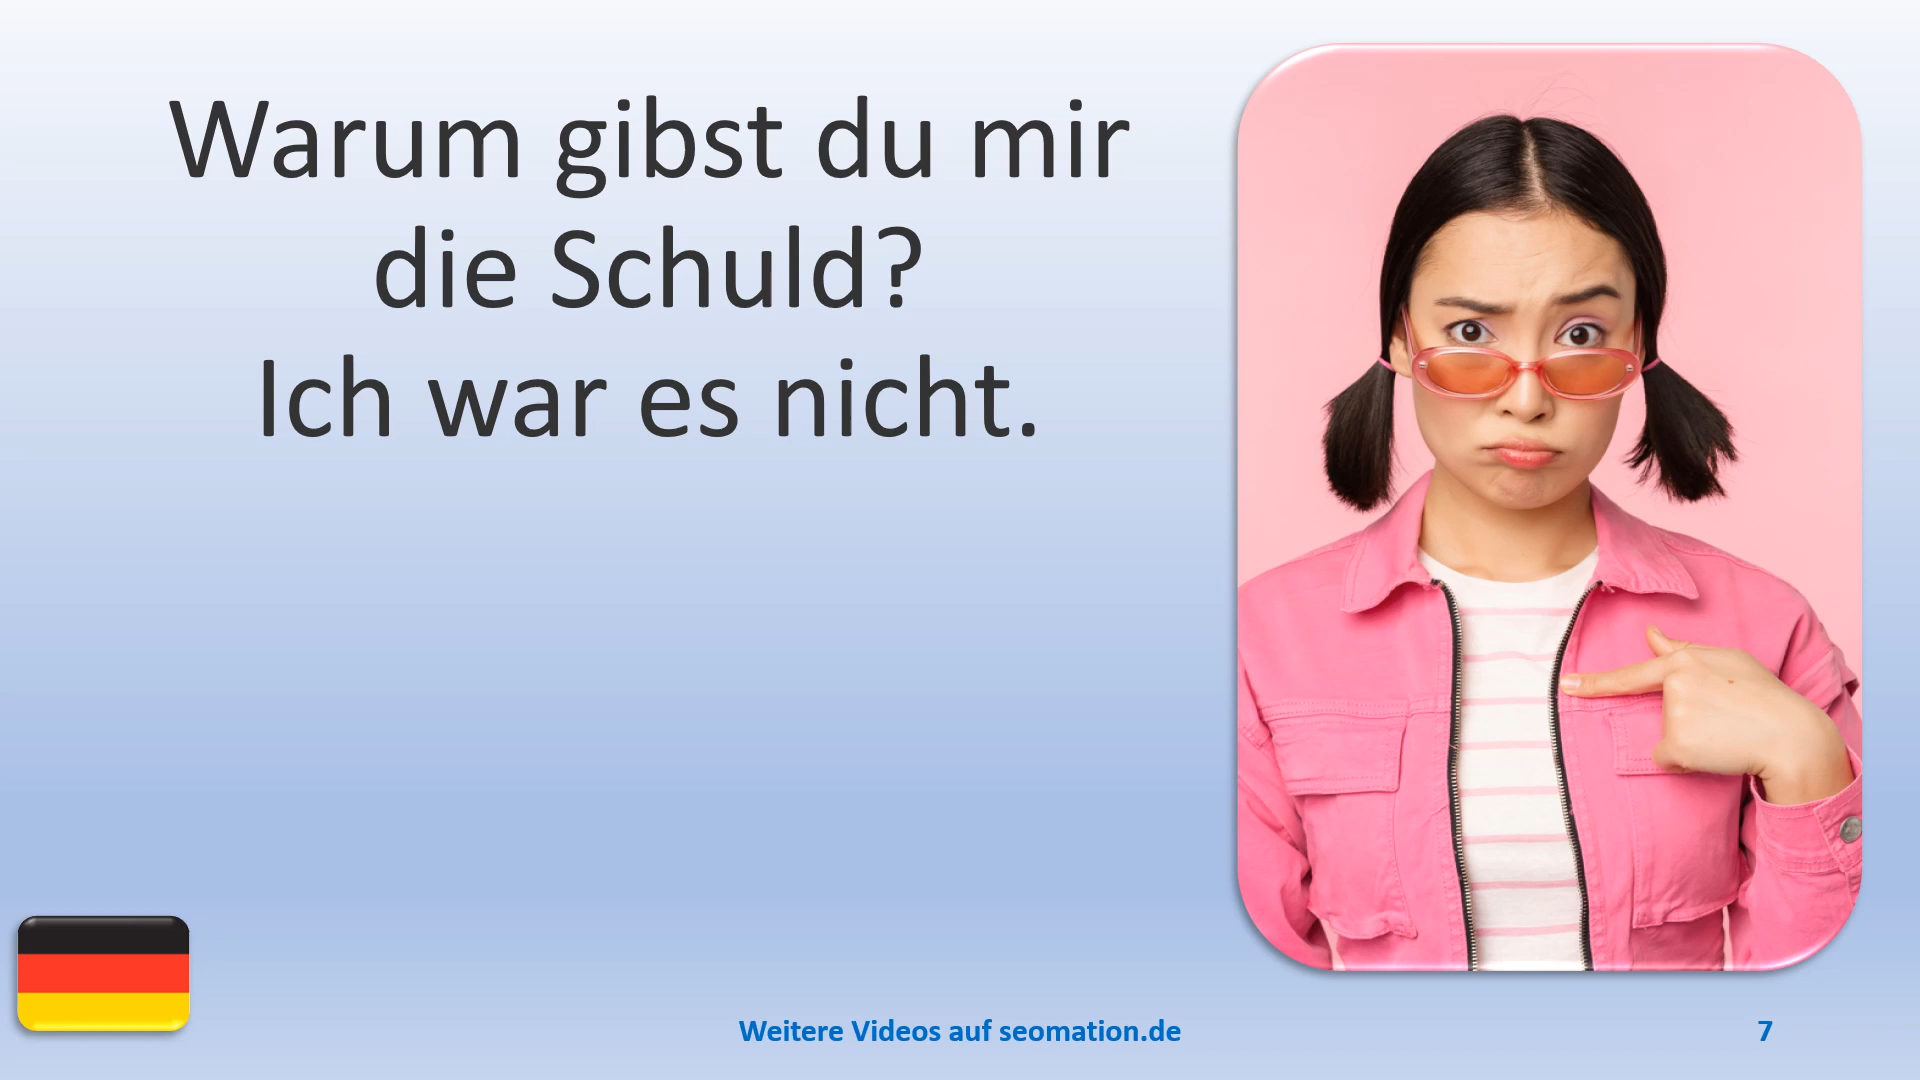 Warum gibst du mir
die Schuld?
Ich war es nicht.
Weitere Videos auf seomation.de
7